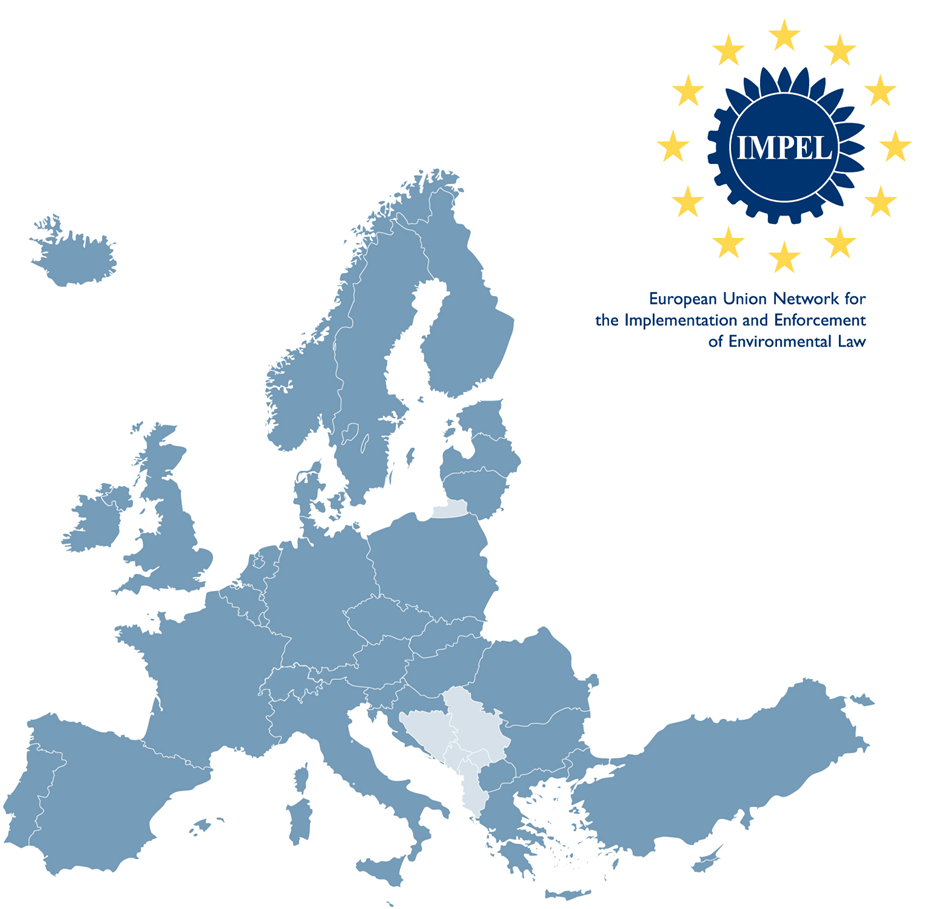 IMPEL
European Union Network for
the Implementation and Enforcement
of Environmental Law